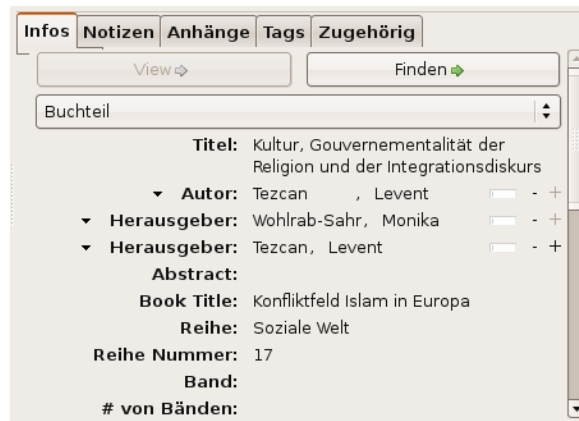 Infos Notizen Anhänge Tags Zugehörig
View Finden
Buchteil
Titel: Kultur, Gouvernementalität der
Religion und der Integrationsdiskurs
Autor: Tezcan , Levent - +
Herausgeber: Wohlrab-Sahr, Monika - +
Herausgeber: Tezcan, Levent - +
Abstract:
Book Title: Konfliktfeld Islam in Europa
Reihe: Soziale Welt
Reihe Nummer: 17
Band:
# von Bänden: